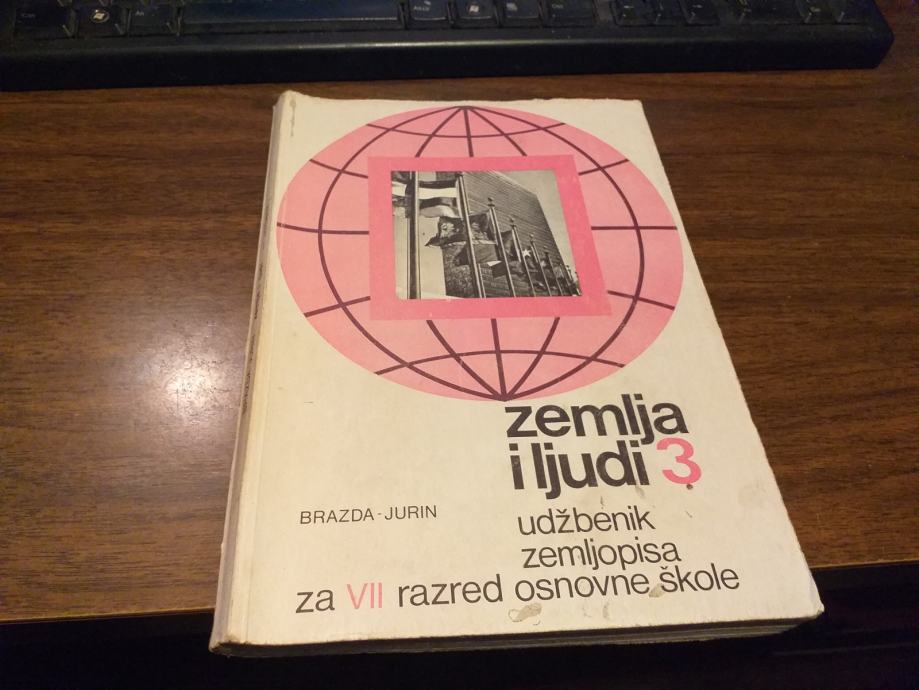 zemlja
i ljudi 3
BRAZDA-JURIN
udžbenik
zemljopisa
za VII razred osnovne škole